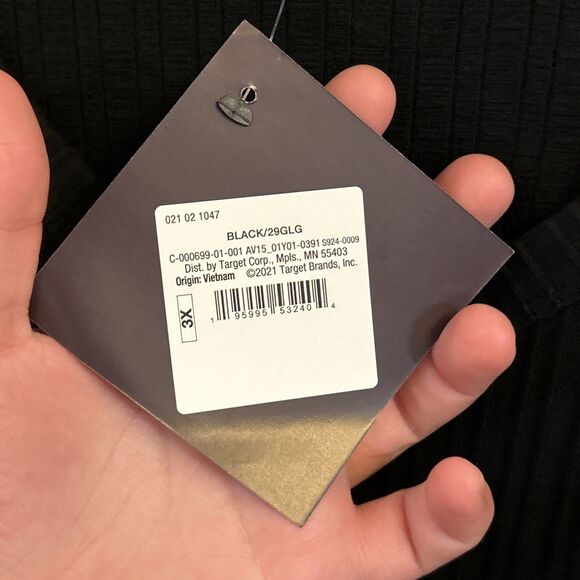 021 02 1047
BLACK/29GLG
C-000699-01-001 AV15_01Y01-0391 S924-0009
Dist. by Target Corp., Mpls., MN 55403
Origin: Vietnam ©2021 Target Brands, Inc.
3X
1 95995 53240 4